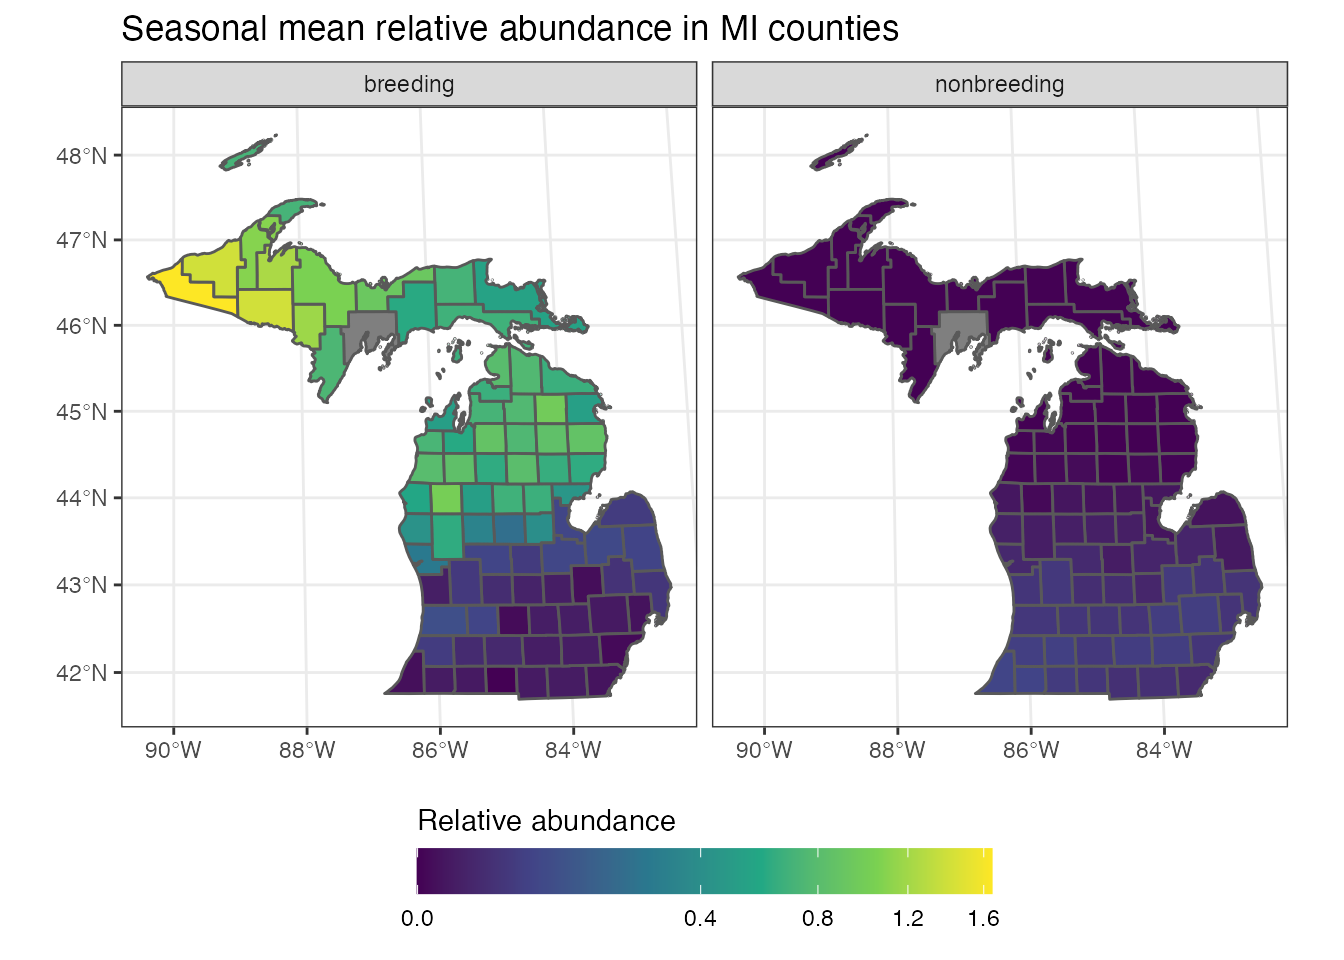 Seasonal mean relative abundance in MI counties
breeding
nonbreeding
48°N
47°N
46°N
45°N
44°N
43°N
42°N
90°W 88°W 86°W 84°W
90°W 88°W 86°W 84°W
Relative abundance
0.0 0.4 0.8 1.2 1.6